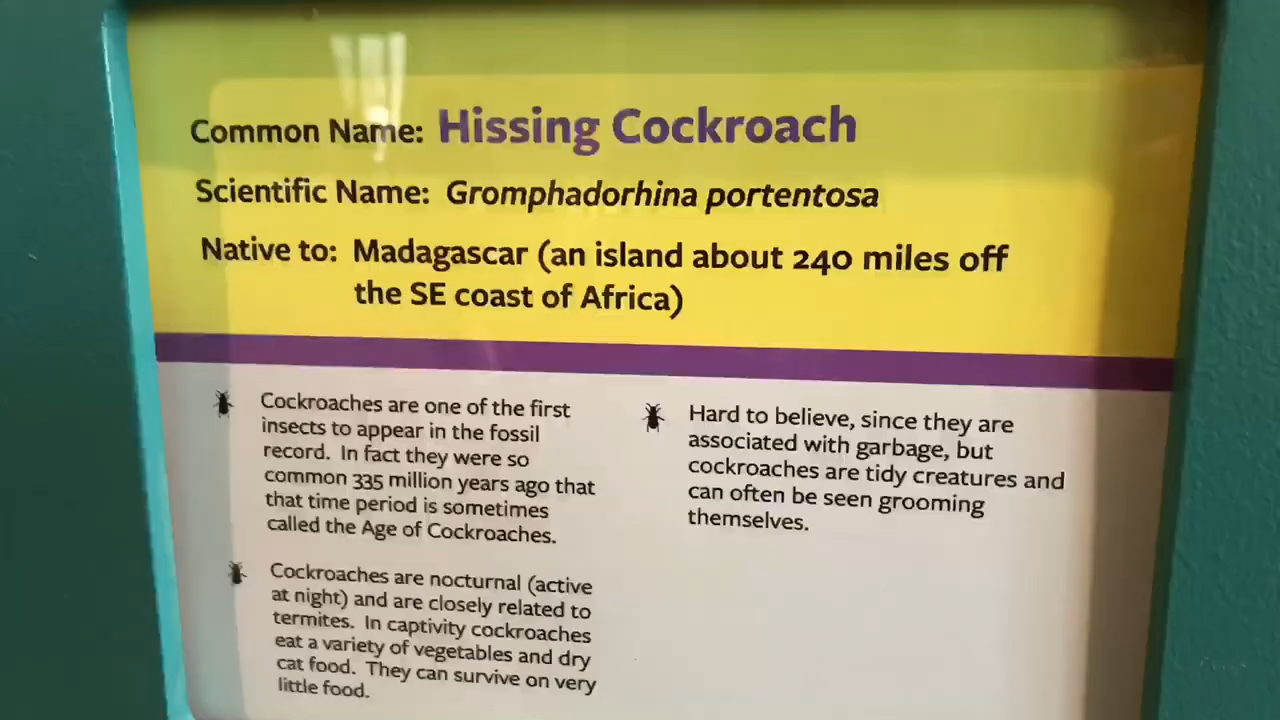 Common Name: Hissing Cockroach
Scientific Name: Gromphadorhina portentosa
Native to: Madagascar (an island about 240 miles off
the SE coast of Africa)
Cockroaches are one of the first
insects to appear in the fossil
record. In fact they were so
common 335 million years ago that
that time period is sometimes
called the Age of Cockroaches.
Cockroaches are nocturnal (active
at night) and are closely related to
termites. In captivity cockroaches
eat a variety of vegetables and dry
cat food. They can survive on very
little food.
Hard to believe, since they are
associated with garbage, but
cockroaches are tidy creatures and
can often be seen grooming
themselves.